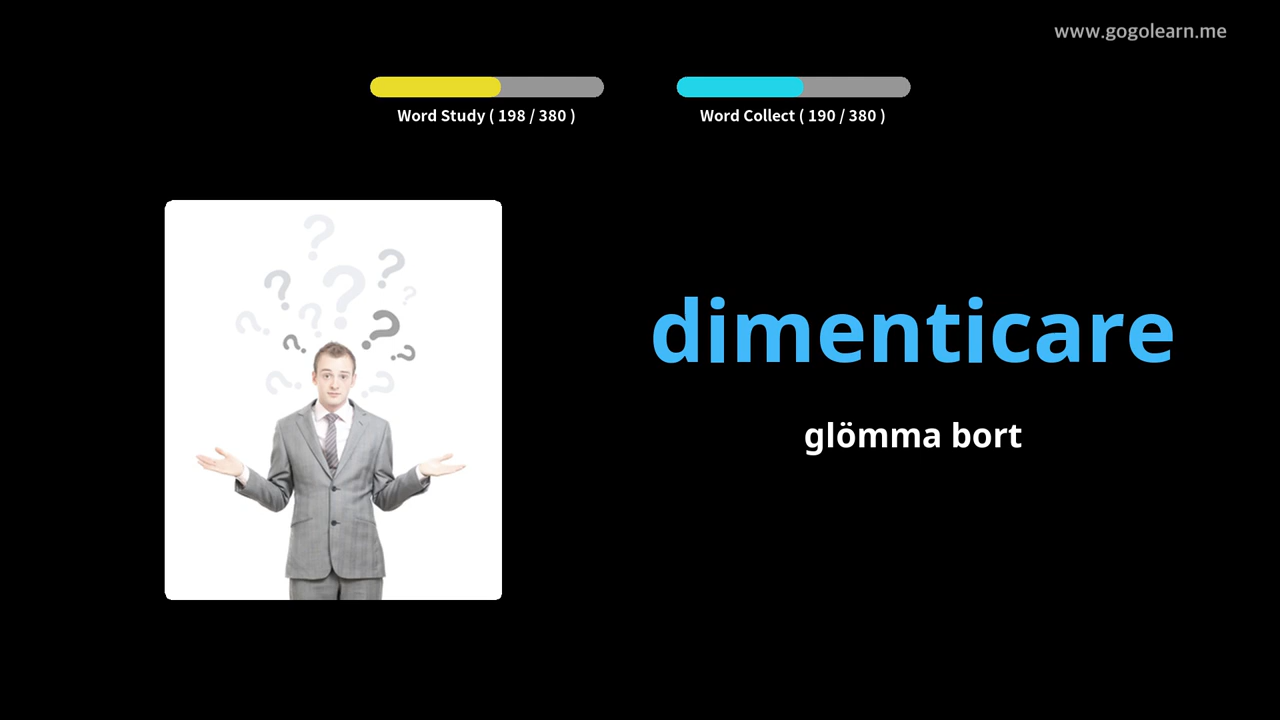 www.gogolearn.me
Word Study ( 198 / 380 )
Word Collect ( 190 / 380 )
dimenticare
glömma bort